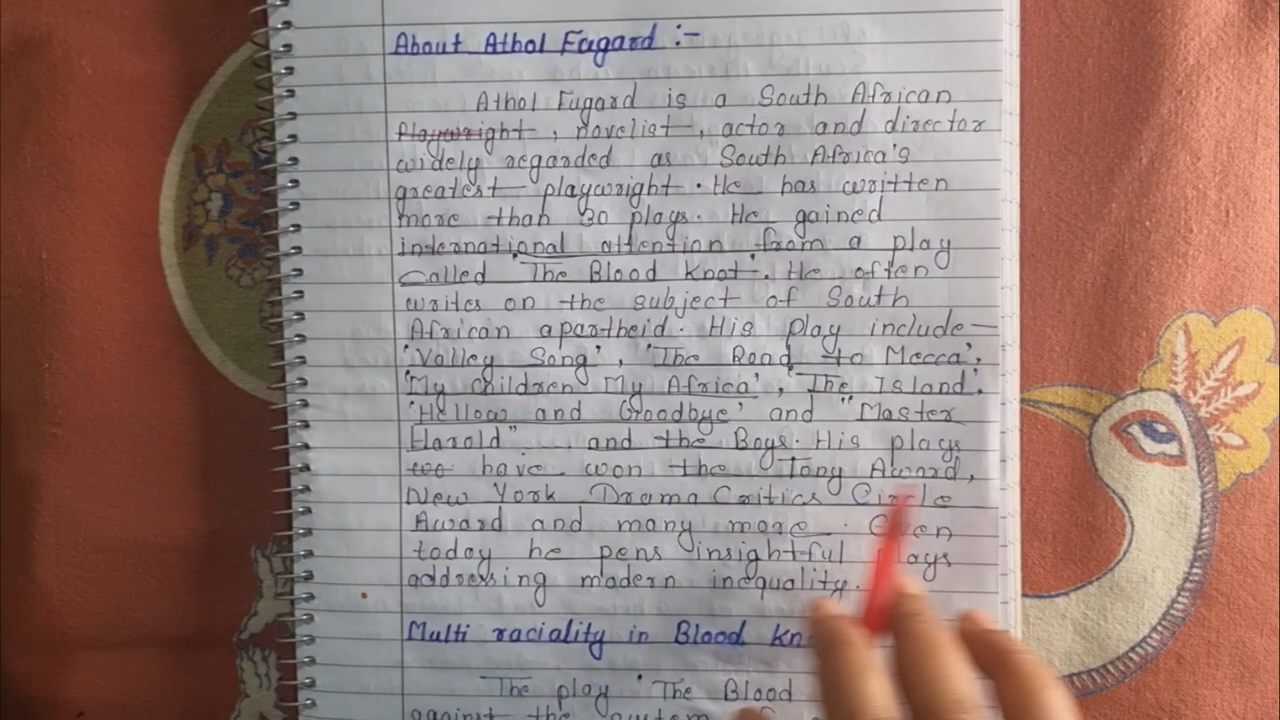 About Athol Fugard :-
Athol Fugard is a South African
Playwright, novelist, actor and director
widely regarded as South Africa's
greatest playwright. He has written
more than 30 plays. He gained
international attention from a play
called 'The Blood Knot'. He often
writes on the subject of South
African apartheid. His play include—
'Valley Song', 'The Road to Mecca',
'My Children My Africa', 'The Island'.
'Hellow and Goodbye' and "Master
Harold" and the Boys. His plays
too have won the Tony Award,
New York Drama Critics Circle
Award and many more. Even
today he pens insightful
addressing modern inequality.
Multi raciality in Blood
The play 'The Blood
against the